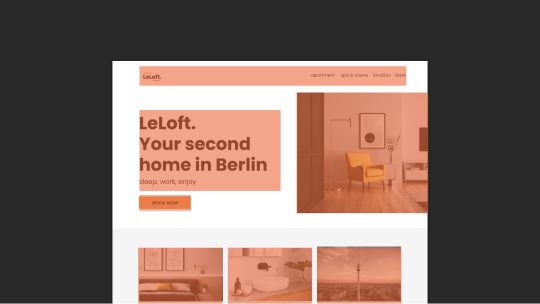 LeLoft.
apartment spa & sauna location book
LeLoft.
Your second
home in Berlin
sleep, work, enjoy
BOOK NOW